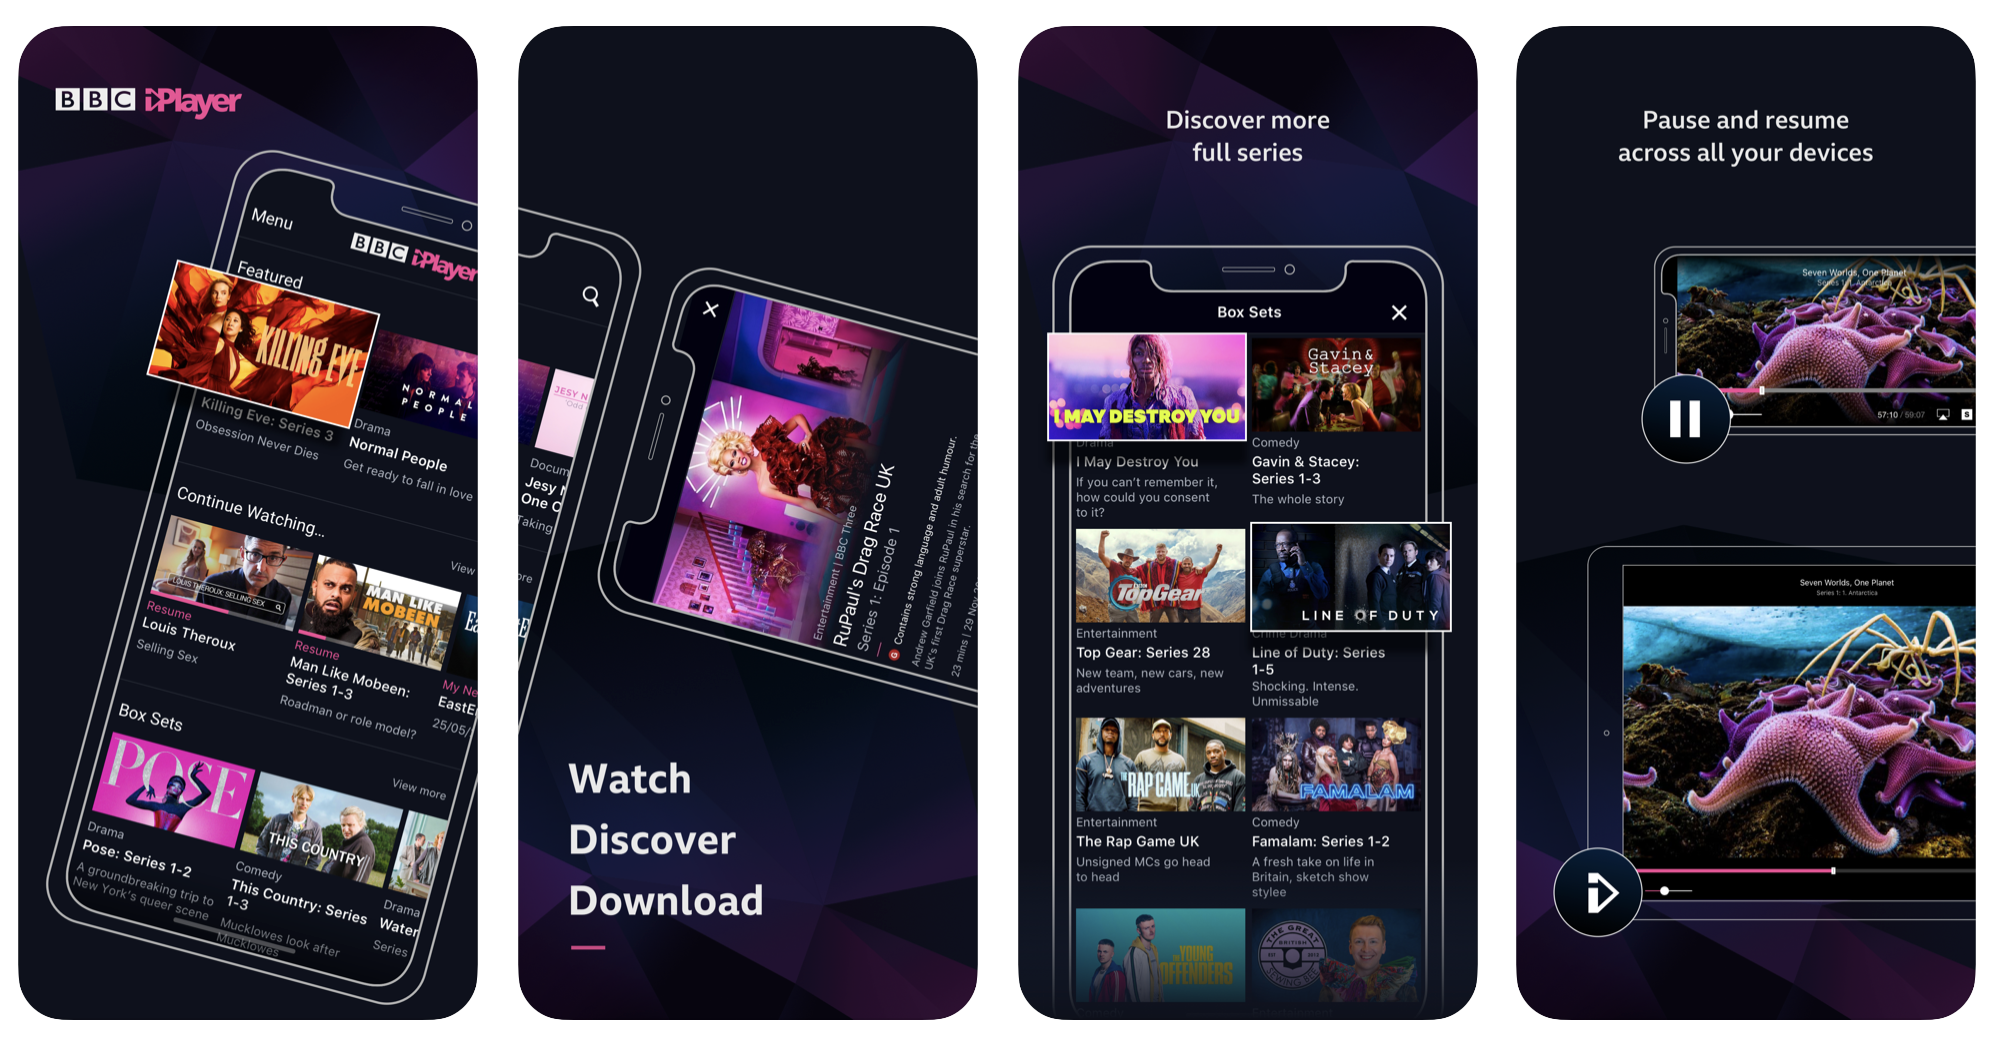 BBC iPlayer
Menu
BBC iPlayer
Featured
KILLING EVE
NORMAL
PEOPLE
Killing Eve: Series 3
Obsession Never Dies
Drama
Normal People
Get ready to fall in love
Continue Watching...
View
LOUIS THEROUX: SELLING SEX
MAN LIKE
MOBEEN
Resume
Louis Theroux
Selling Sex
Resume
Man Like Mobeen:
Series 1-3
Roadman or role model?
My Ne
EastE
25/05/
Box Sets
View more
POSE
THIS COUNTRY
Drama
Pose: Series 1-2
A groundbreaking trip to
New York's queer scene
Comedy
This Country: Series
1-3
Mucklowes look after
Mucklowes
Drama
Water
Series
JESY N
'Odd
Docum
Jesy N
One C
Taking
ore
Entertainment | BBC Three
RuPaul's Drag Race UK
Series 1: Episode 1
G Contains strong language and adult humour.
Andrew Garfield joins RuPaul in his search for the
UK's first Drag Race superstar.
23 mins | 29 Nov 20
Watch
Discover
Download
Discover more
full series
Box Sets
I MAY DESTROY YOU
Gavin &
Stacey
Drama
I May Destroy You
If you can't remember it,
how could you consent
to it?
Comedy
Gavin & Stacey:
Series 1-3
The whole story
TopGear
LINE OF DUTY
Entertainment
Top Gear: Series 28
New team, new cars, new
adventures
Crime Drama
Line of Duty: Series
1-5
Shocking. Intense.
Unmissable
THE RAP GAME UK
FAMALAM
Entertainment
The Rap Game UK
Unsigned MCs go head
to head
Comedy
Famalam: Series 1-2
A fresh take on life in
Britain, sketch show
stylee
THE YOUNG
OFFENDERS
THE GREAT
BRITISH
SEWING BEE
Pause and resume
across all your devices
Seven Worlds, One Planet
Series 1: 1. Antarctica
57:10 / 59:07
S
Seven Worlds, One Planet
Series 1: 1. Antarctica